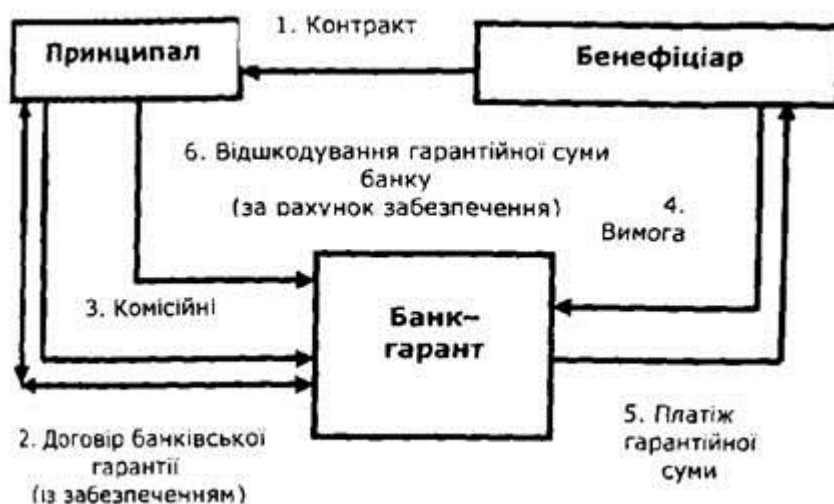 1. Контракт
Принципал
Бенефіціар
6. Відшкодування гарантійної суми
банку
(за рахунок забезпечення)
4.
Вимога
3. Комісійні
Банк–
гарант
2. Договір банківської
гарантії
(із забезпеченням)
5. Платіж
гарантійної
суми